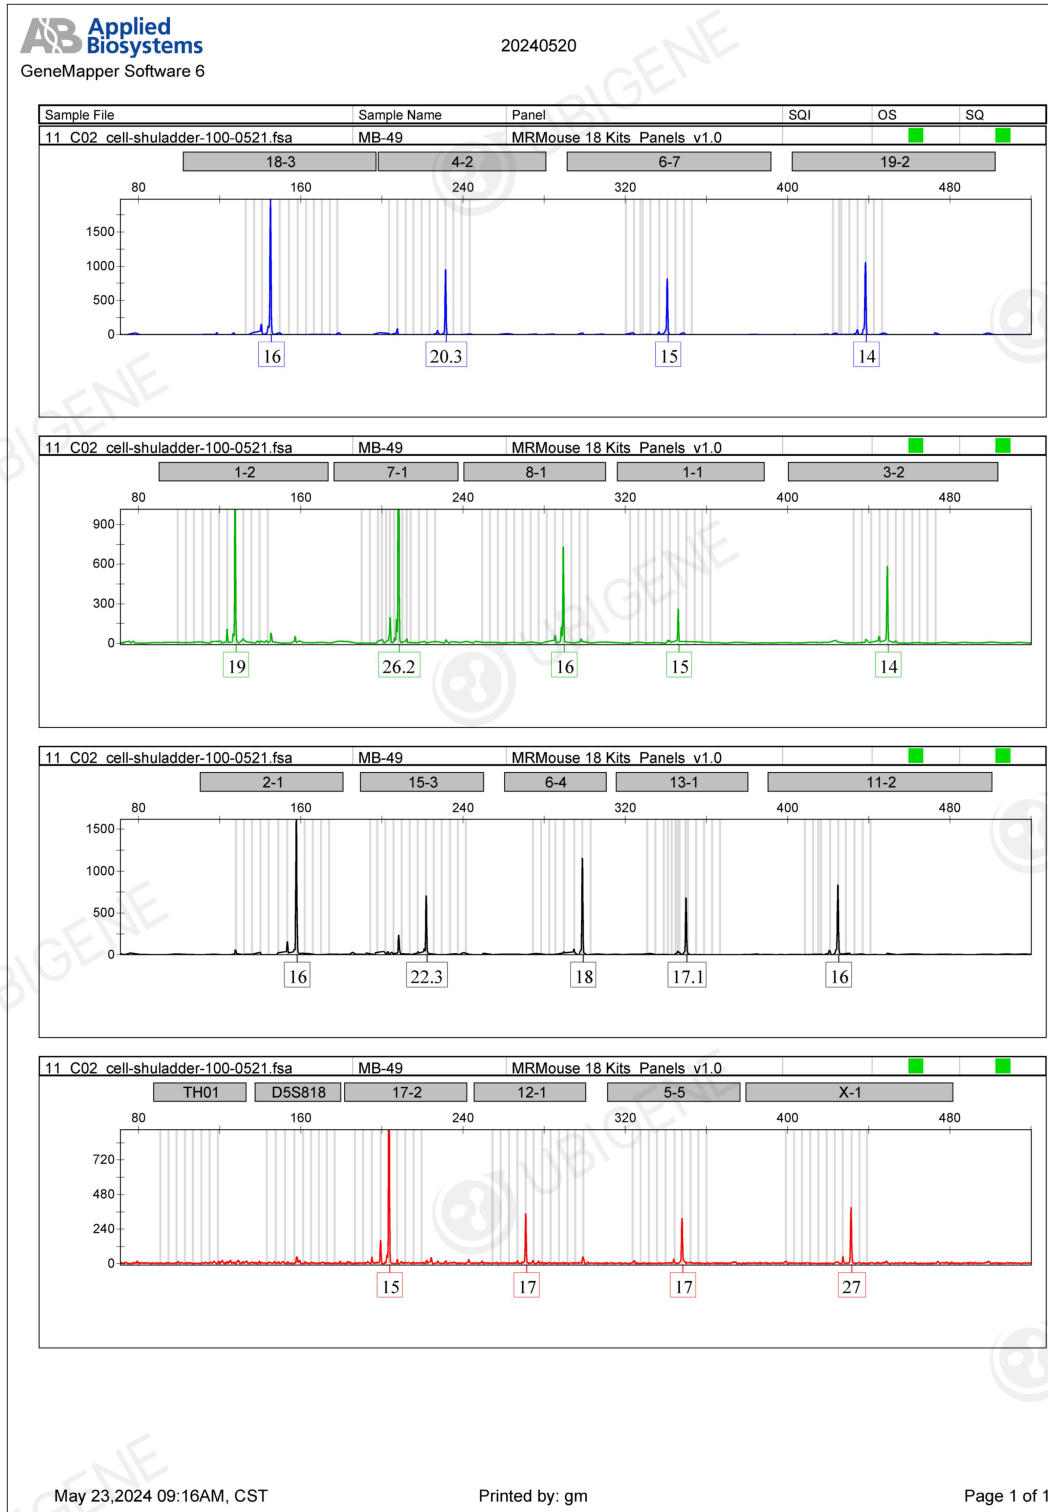 AB Applied Biosystems
20240520
GeneMapper Software 6
Sample File Sample Name Panel SQI OS SQ
11_C02_cell-shuladder-100-0521.fsa MB-49 MRMouse 18 Kits_Panels_v1.0
18-3 4-2 6-7 19-2
80 160 240 320 400 480
1500
1000
500
0
16 20.3 15 14
11_C02_cell-shuladder-100-0521.fsa MB-49 MRMouse 18 Kits_Panels_v1.0
1-2 7-1 8-1 1-1 3-2
80 160 240 320 400 480
900
600
300
0
19 26.2 16 15 14
11_C02_cell-shuladder-100-0521.fsa MB-49 MRMouse 18 Kits_Panels_v1.0
2-1 15-3 6-4 13-1 11-2
80 160 240 320 400 480
1500
1000
500
0
16 22.3 18 17.1 16
11_C02_cell-shuladder-100-0521.fsa MB-49 MRMouse 18 Kits_Panels_v1.0
TH01 D5S818 17-2 12-1 5-5 X-1
80 160 240 320 400 480
720
480
240
0
15 17 17 27
May 23,2024 09:16AM, CST Printed by: gm Page 1 of 1
UBIGENE
UBIGENE
UBIGENE
UBIGENE
UBIGENE
UBIGENE